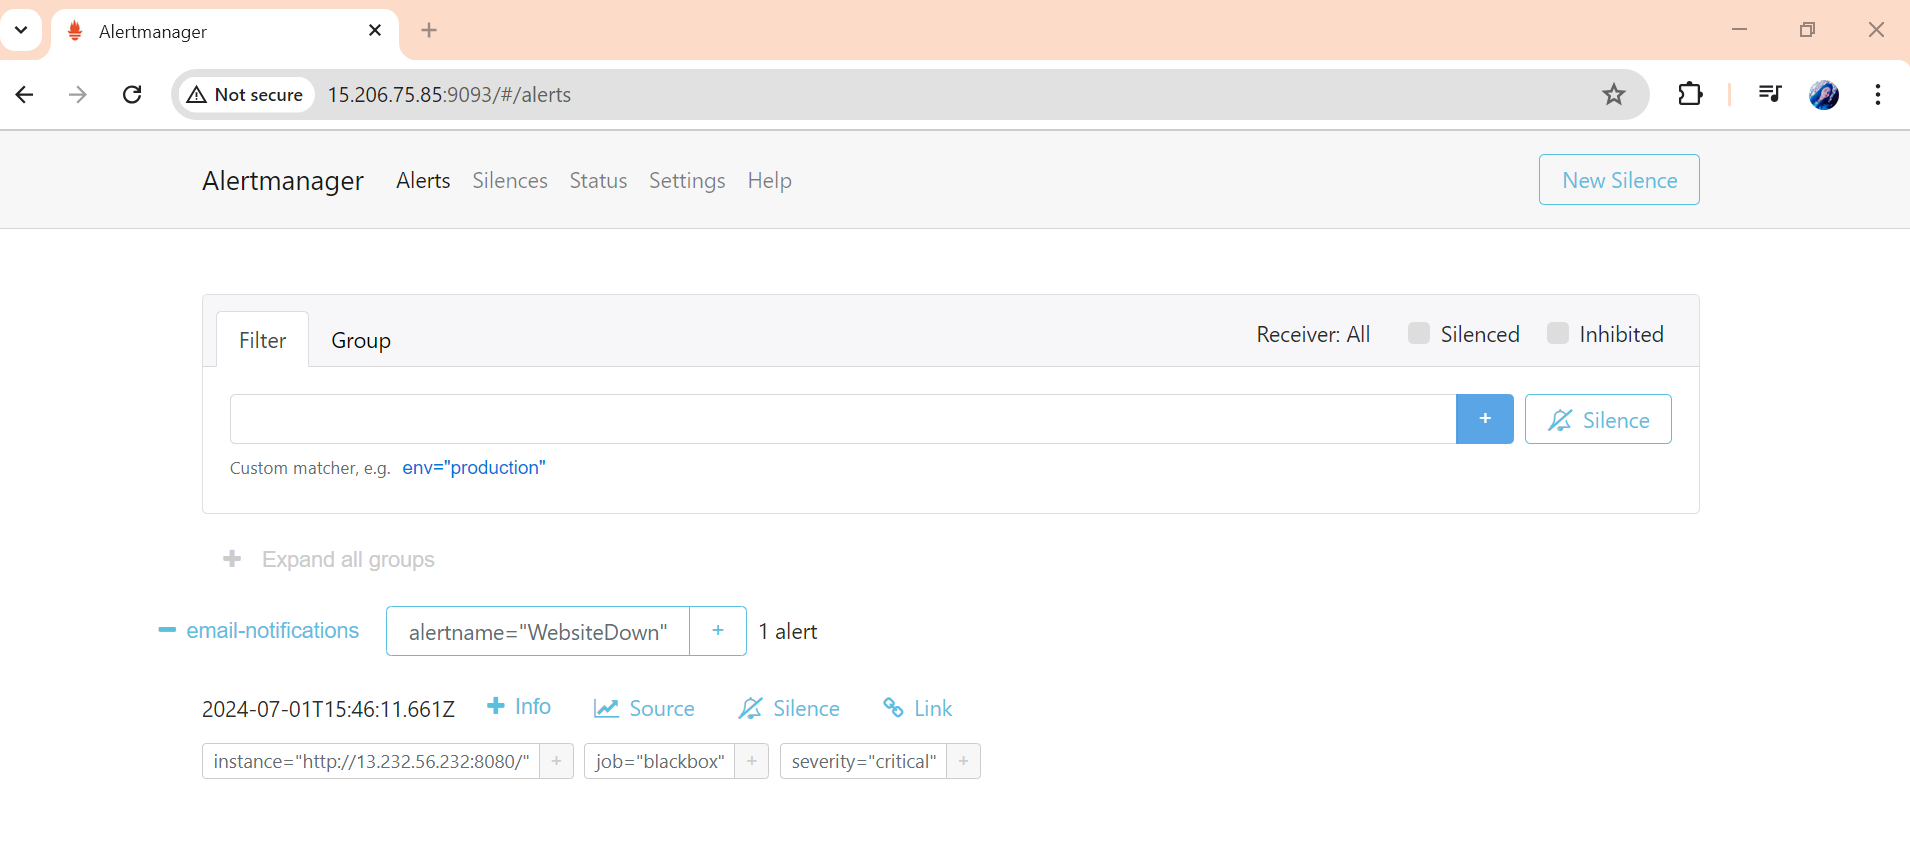 Alertmanager
Not secure 15.206.75.85:9093/#/alerts
Alertmanager Alerts Silences Status Settings Help New Silence
Filter Group Receiver: All Silenced Inhibited
+ Silence
Custom matcher, e.g. env="production"
+ Expand all groups
email-notifications alertname="WebsiteDown" + 1 alert
2024-07-01T15:46:11.661Z + Info Source Silence Link
instance="http://13.232.56.232:8080/" + job="blackbox" + severity="critical" +